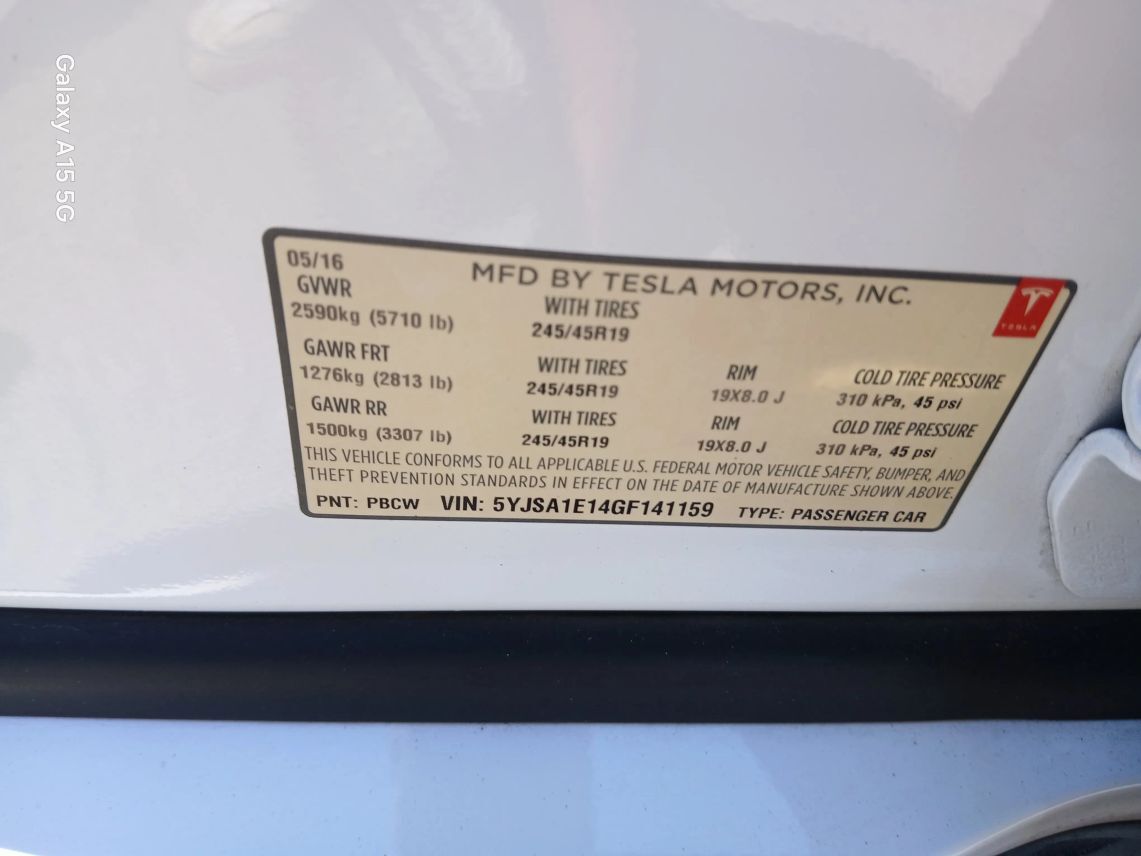 Galaxy A15 5G
05/16
MFD BY TESLA MOTORS, INC.
TESLA
GVWR WITH TIRES
2590kg (5710 lb) 245/45R19
GAWR FRT WITH TIRES RIM COLD TIRE PRESSURE
1276kg (2813 lb) 245/45R19 19X8.0 J 310 kPa, 45 psi
GAWR RR WITH TIRES RIM COLD TIRE PRESSURE
1500kg (3307 lb) 245/45R19 19X8.0 J 310 kPa, 45 psi
THIS VEHICLE CONFORMS TO ALL APPLICABLE U.S. FEDERAL MOTOR VEHICLE SAFETY, BUMPER, AND
THEFT PREVENTION STANDARDS IN EFFECT ON THE DATE OF MANUFACTURE SHOWN ABOVE.
PNT: PBCW VIN: 5YJSA1E14GF141159 TYPE: PASSENGER CAR